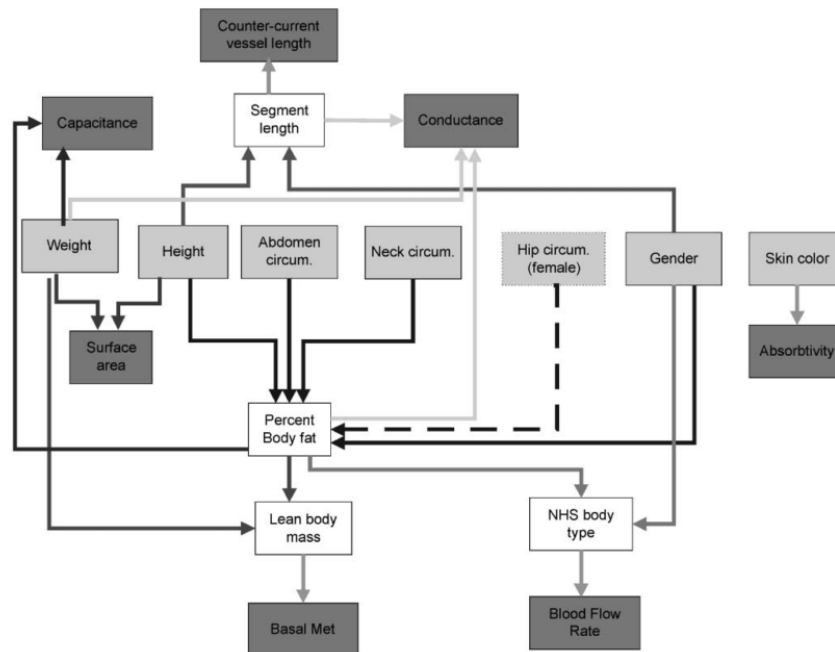 Counter-current
vessel length
Capacitance
Segment
length
Conductance
Weight
Height
Abdomen
circum.
Neck circum.
Hip circum.
(female)
Gender
Skin color
Surface
area
Absorbtivity
Percent
Body fat
Lean body
mass
NHS body
type
Basal Met
Blood Flow
Rate